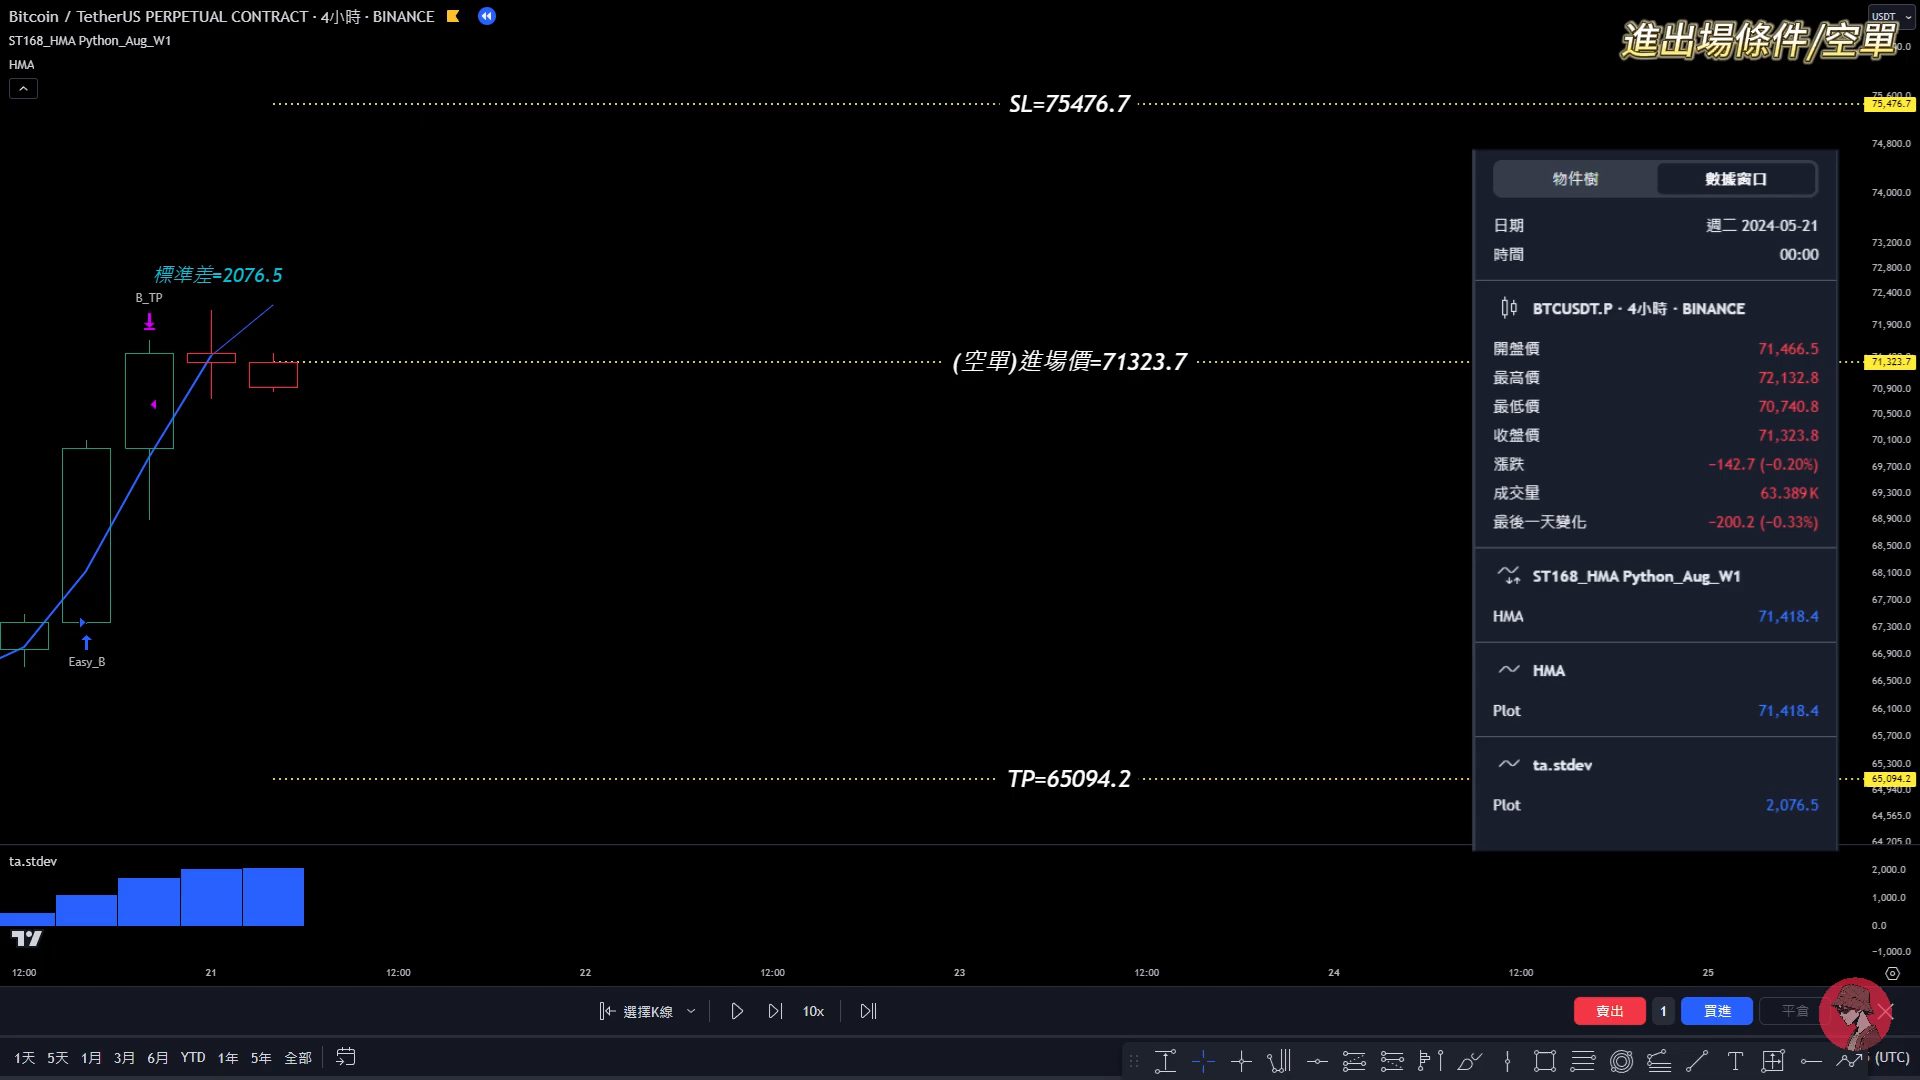 Bitcoin / TetherUS PERPETUAL CONTRACT · 4小時 · BINANCE
USDT
進出場條件/空單
ST168_HMA Python_Aug_W1
HMA
SL=75476.7
75,476.7
74,800.0
74,000.0
73,200.0
72,800.0
72,400.0
71,900.0
71,323.7
70,900.0
70,500.0
70,100.0
69,700.0
69,300.0
68,900.0
68,500.0
68,100.0
67,700.0
67,300.0
66,900.0
66,500.0
66,100.0
65,700.0
65,300.0
65,094.2
64,940.0
64,565.0
64,205.0
標準差=2076.5
B_TP
(空單)進場價=71323.7
Easy_B
TP=65094.2
物件樹 數據窗口
日期 週二 2024-05-21
時間 00:00
BTCUSDT.P · 4小時 · BINANCE
開盤價 71,466.5
最高價 72,132.8
最低價 70,740.8
收盤價 71,323.8
漲跌 −142.7 (−0.20%)
成交量 63.389 K
最後一天變化 −200.2 (−0.33%)
ST168_HMA Python_Aug_W1
HMA 71,418.4
HMA
Plot 71,418.4
ta.stdev
Plot 2,076.5
ta.stdev
2,000.0
1,000.0
0.0
−1,000.0
12:00 21 12:00 22 12:00 23 12:00 24 12:00 25
選擇K線 10x
賣出 1 買進 平倉
1天 5天 1月 3月 6月 YTD 1年 5年 全部
(UTC)